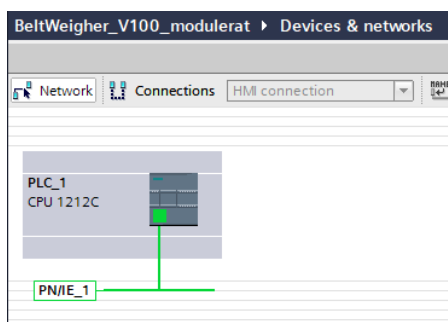 BeltWeigher_V100_modulerat ▸ Devices & networks
Network Connections HMI connection
PLC_1
CPU 1212C
PN/IE_1